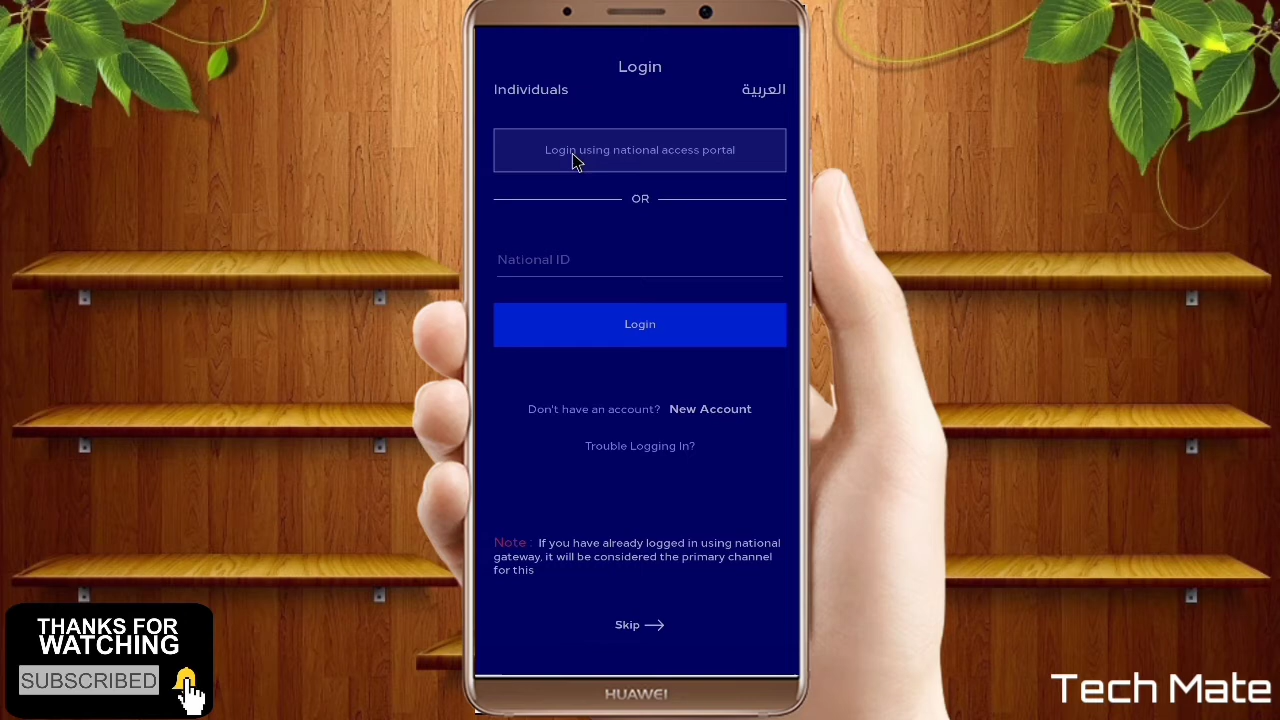 Login
Individuals
العربية
Login using national access portal
OR
National ID
Login
Don't have an account? New Account
Trouble Logging In?
Note : If you have already logged in using national
gateway, it will be considered the primary channel
for this
Skip
HUAWEI
THANKS FOR
WATCHING
SUBSCRIBED
Tech Mate